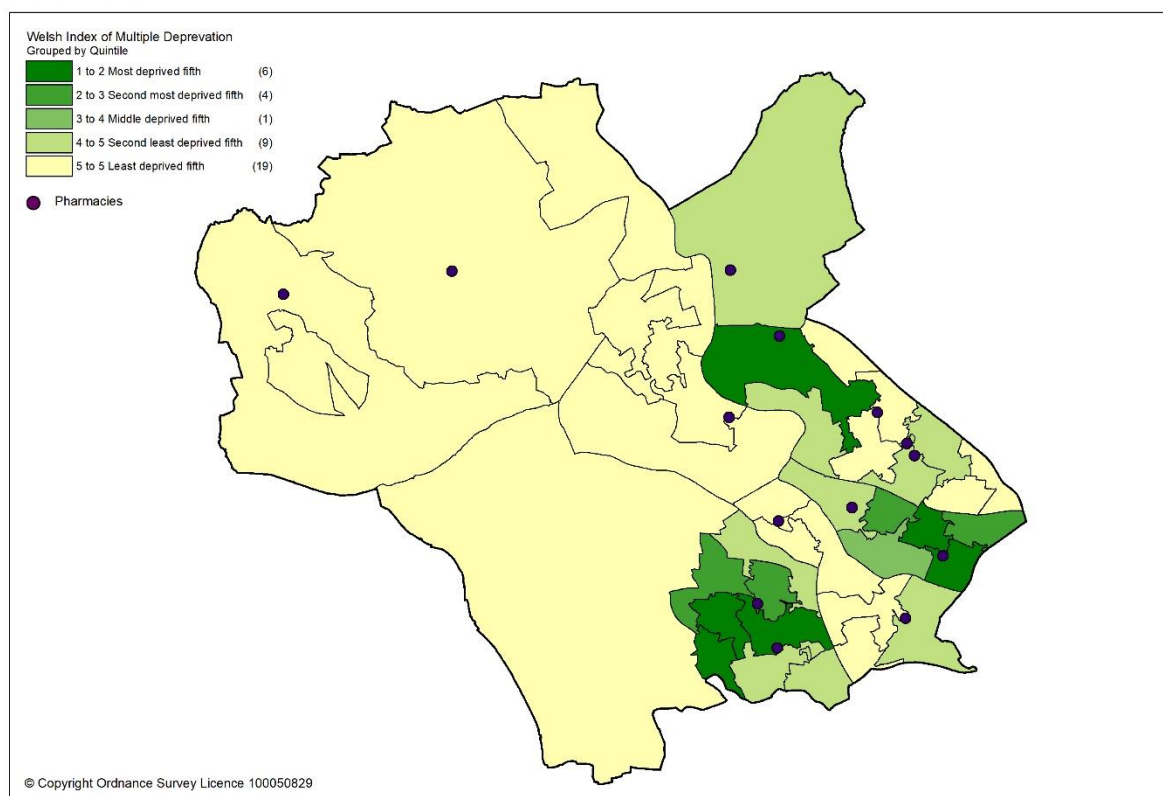 Welsh Index of Multiple Deprevation
Grouped by Quintile
1 to 2 Most deprived fifth (6)
2 to 3 Second most deprived fifth (4)
3 to 4 Middle deprived fifth (1)
4 to 5 Second least deprived fifth (9)
5 to 5 Least deprived fifth (19)
Pharmacies
© Copyright Ordnance Survey Licence 100050829